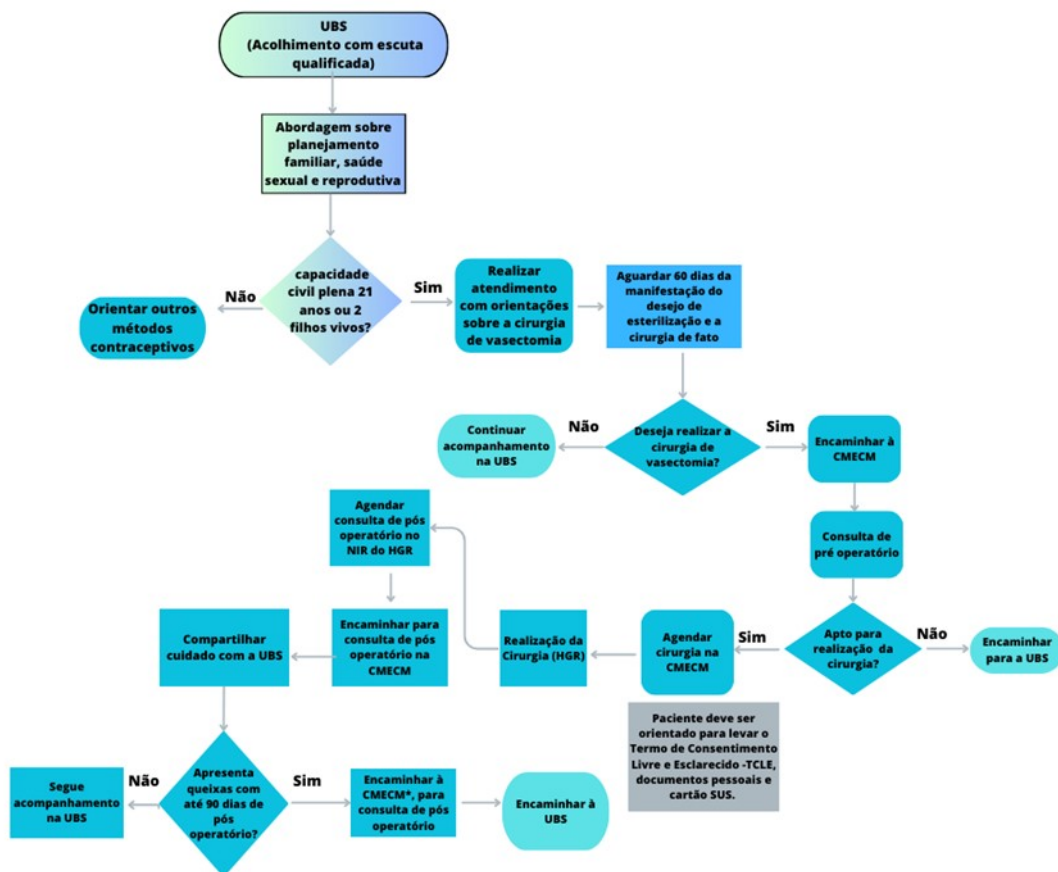 UBS
(Acolhimento com escuta
qualificada)
Abordagem sobre
planejamento
familiar, saúde
sexual e reprodutiva
capacidade
civil plena 21
anos ou 2
filhos vivos?
Não
Sim
Orientar outros
métodos
contraceptivos
Realizar
atendimento
com orientações
sobre a cirurgia
de vasectomia
Aguardar 60 dias da
manifestação do
desejo de
esterilização e a
cirurgia de fato
Deseja realizar a
cirurgia de
vasectomia?
Não
Sim
Continuar
acompanhamento
na UBS
Encaminhar à
CMECM
Consulta de
pré operatório
Apto para
realização da
cirurgia?
Não
Sim
Encaminhar
para a UBS
Agendar
cirurgia na
CMECM
Paciente deve ser
orientado para levar o
Termo de Consentimento
Livre e Esclarecido -TCLE,
documentos pessoais e
cartão SUS.
Realização da
Cirurgia (HGR)
Agendar
consulta de pós
operatório no
NIR do HGR
Encaminhar para
consulta de pós
operatório na
CMECM
Compartilhar
cuidado com a UBS
Apresenta
queixas com
até 90 dias de
pós
operatório?
Não
Sim
Segue
acompanhamento
na UBS
Encaminhar à
CMECM*, para
consulta de pós
operatório
Encaminhar à
UBS